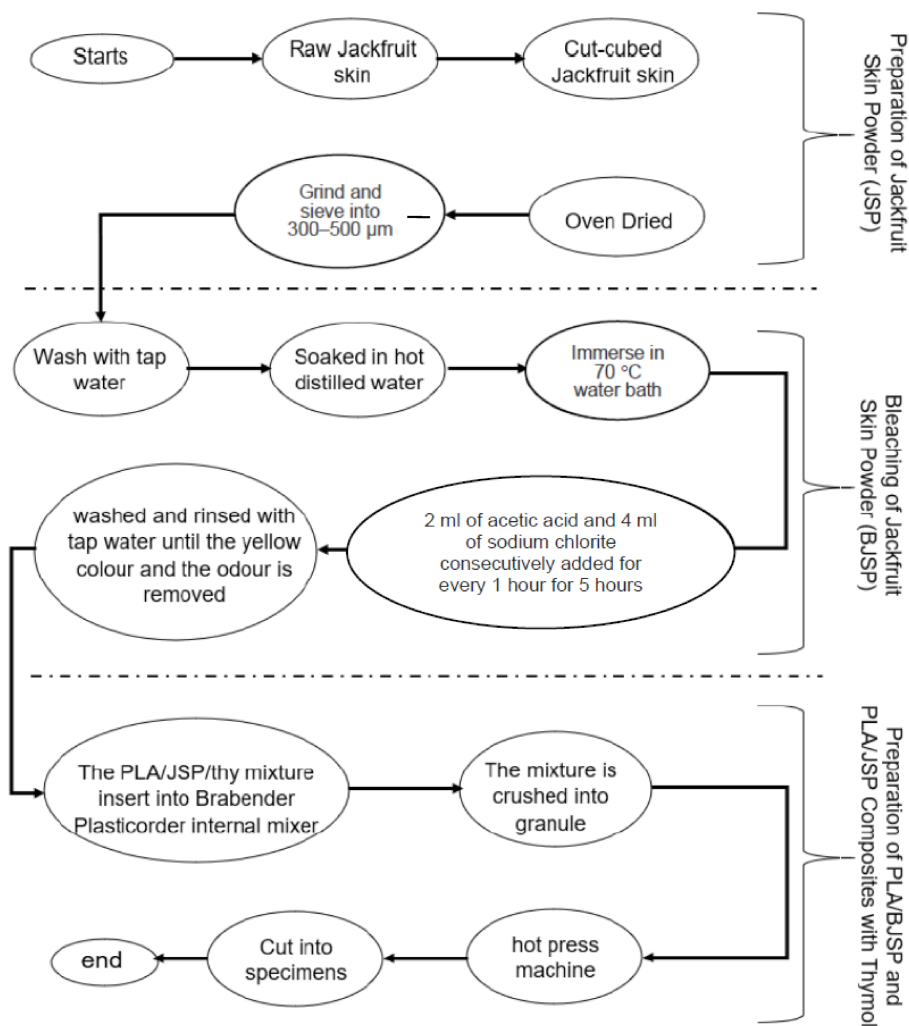 Starts
Raw Jackfruit
skin
Cut-cubed
Jackfruit skin
Preparation of Jackfruit
Skin Powder (JSP)
Grind and
sieve into
300–500 µm
Oven Dried
Wash with tap
water
Soaked in hot
distilled water
Immerse in
70 °C
water bath
Bleaching of Jackfruit
Skin Powder (BJSP)
washed and rinsed with
tap water until the yellow
colour and the odour is
removed
2 ml of acetic acid and 4 ml
of sodium chlorite
consecutively added for
every 1 hour for 5 hours
The PLA/JSP/thy mixture
insert into Brabender
Plasticorder internal mixer
The mixture is
crushed into
granule
Preparation of PLA/BJSP and
PLA/JSP Composites with Thymol
end
Cut into
specimens
hot press
machine